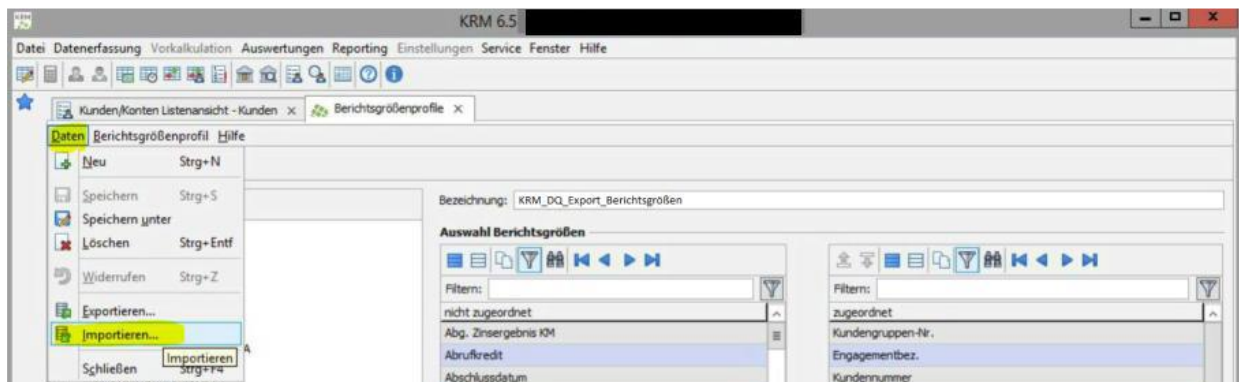 KRM 6.5
Datei Datenerfassung Vorkalkulation Auswertungen Reporting Einstellungen Service Fenster Hilfe
Kunden/Konten Listenansicht - Kunden Berichtsgrößenprofile
Daten Berichtsgrößenprofil Hilfe
Neu Strg+N
Speichern Strg+S
Bezeichnung: KRM_DQ_Export_Berichtsgrößen
Speichern unter
Auswahl Berichtsgrößen
Löschen Strg+Entf
Widerrufen Strg+Z
Filtern: Filtern:
Exportieren...
nicht zugeordnet zugeordnet
Importieren...
Abg. Zinsergebnis KM Kundengruppen-Nr.
Importieren
Abrufkredit Engagementbez.
Schließen Strg+F4
Abschlussdatum Kundennummer